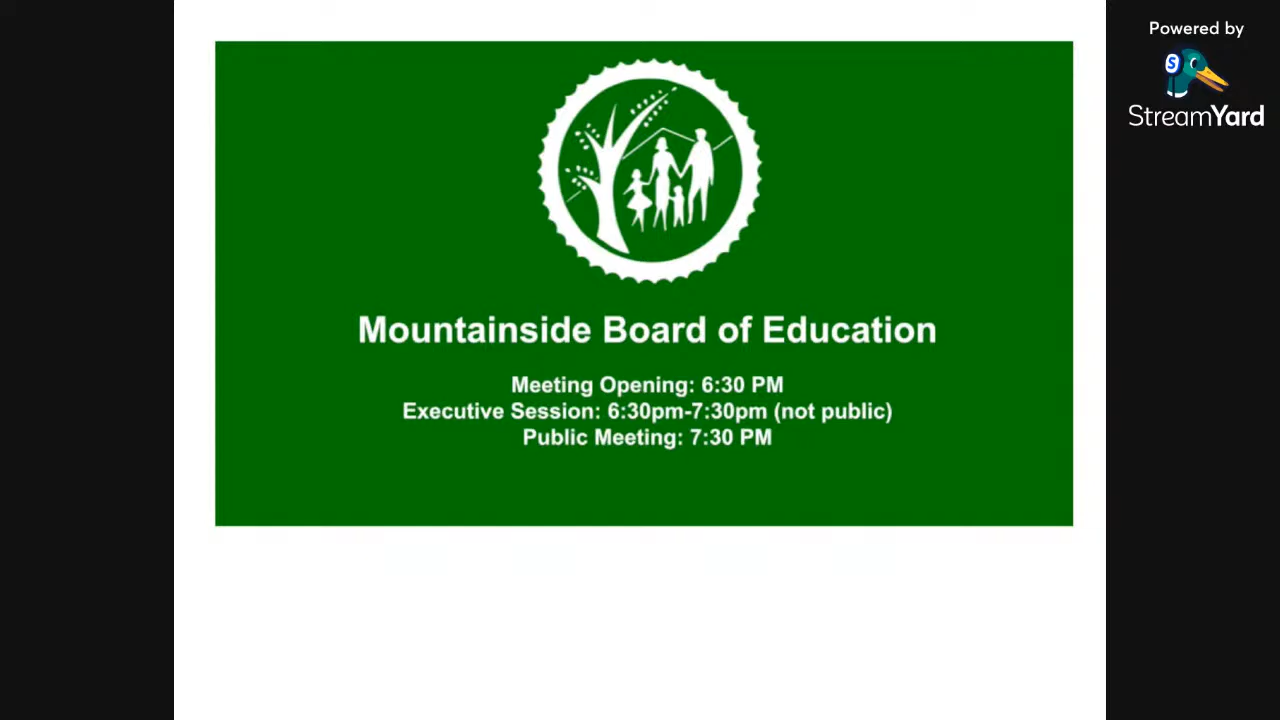 Powered by
S
StreamYard
Mountainside Board of Education
Meeting Opening: 6:30 PM
Executive Session: 6:30pm-7:30pm (not public)
Public Meeting: 7:30 PM